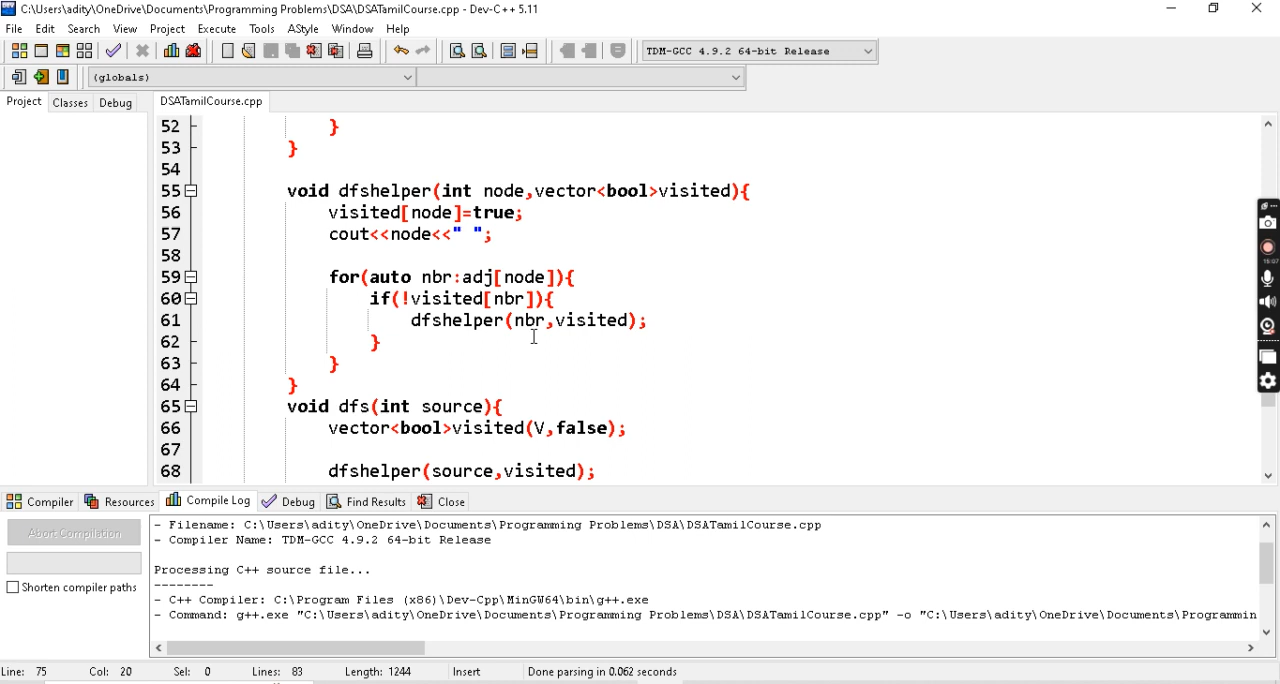 C:\Users\adity\OneDrive\Documents\Programming Problems\DSA\DSATamilCourse.cpp - Dev-C++ 5.11
File Edit Search View Project Execute Tools AStyle Window Help
TDM-GCC 4.9.2 64-bit Release
(globals)
Project Classes Debug DSATamilCourse.cpp
52 }
53 }
54
55 void dfshelper(int node,vector<bool>visited){
56 visited[node]=true;
57 cout<<node<<" ";
58
59 for(auto nbr:adj[node]){
60 if(!visited[nbr]){
61 dfshelper(nbr,visited);
62 }
63 }
64 }
65 void dfs(int source){
66 vector<bool>visited(V,false);
67
68 dfshelper(source,visited);
Compiler Resources Compile Log Debug Find Results Close
Abort Compilation
Shorten compiler paths
- Filename: C:\Users\adity\OneDrive\Documents\Programming Problems\DSA\DSATamilCourse.cpp
- Compiler Name: TDM-GCC 4.9.2 64-bit Release
Processing C++ source file...
--------
- C++ Compiler: C:\Program Files (x86)\Dev-Cpp\MinGW64\bin\g++.exe
- Command: g++.exe "C:\Users\adity\OneDrive\Documents\Programming Problems\DSA\DSATamilCourse.cpp" -o "C:\Users\adity\OneDrive\Documents\Programmin
Line: 75 Col: 20 Sel: 0 Lines: 83 Length: 1244 Insert Done parsing in 0.062 seconds